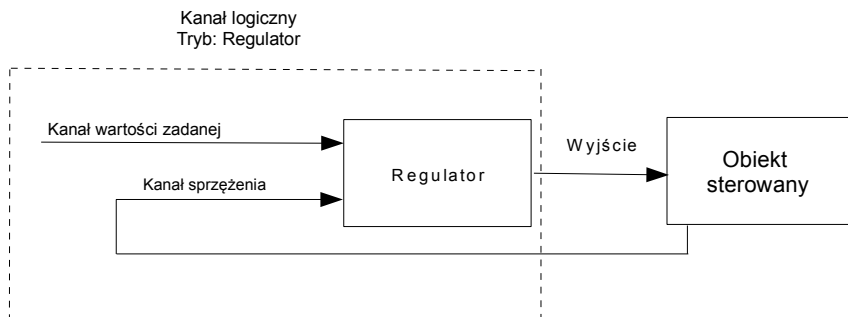 Kanał logiczny
Tryb: Regulator
Kanał wartości zadanej
Kanał sprzężenia
Regulator
Wyjście
Obiekt
sterowany